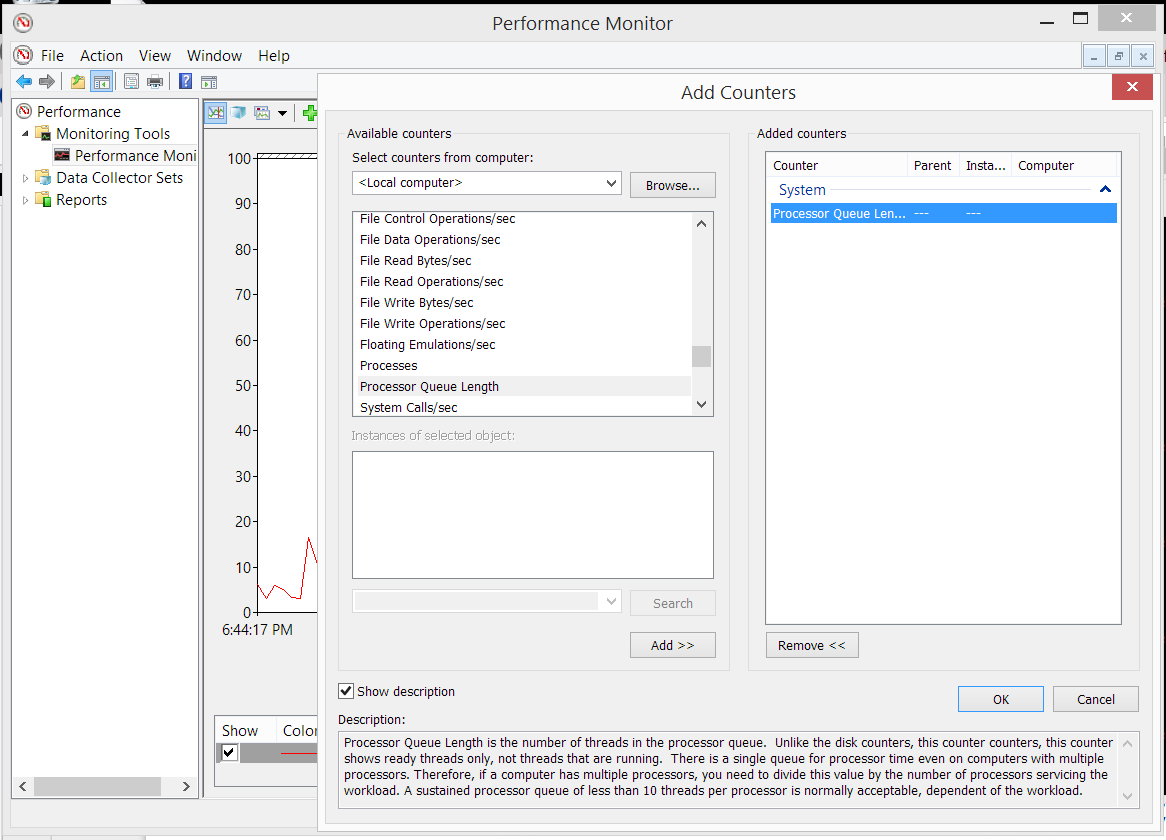 Performance Monitor
File Action View Window Help
Performance
Monitoring Tools
Performance Moni
Data Collector Sets
Reports
100
90
80
70
60
50
40
30
20
10
0
6:44:17 PM
Show Color
Add Counters
Available counters
Select counters from computer:
<Local computer>
Browse...
File Control Operations/sec
File Data Operations/sec
File Read Bytes/sec
File Read Operations/sec
File Write Bytes/sec
File Write Operations/sec
Floating Emulations/sec
Processes
Processor Queue Length
System Calls/sec
Instances of selected object:
Search
Add >>
Added counters
Counter Parent Insta... Computer
System
Processor Queue Len... --- ---
Remove <<
Show description
OK Cancel
Description:
Processor Queue Length is the number of threads in the processor queue.  Unlike the disk counters, this counter counters, this counter
shows ready threads only, not threads that are running.  There is a single queue for processor time even on computers with multiple
processors. Therefore, if a computer has multiple processors, you need to divide this value by the number of processors servicing the
workload. A sustained processor queue of less than 10 threads per processor is normally acceptable, dependent of the workload.